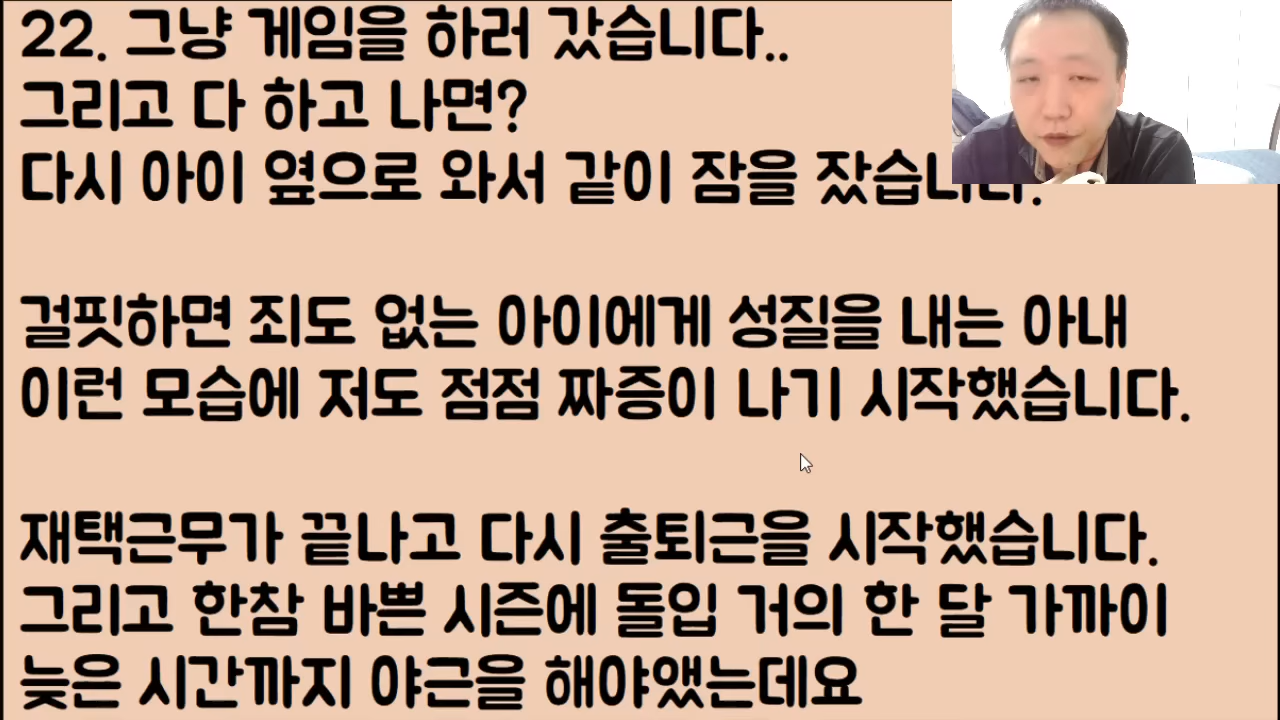 22. 그냥 게임을 하러 갔습니다..
그리고 다 하고 나면?
다시 아이 옆으로 와서 같이 잠을 잤습니다.
걸핏하면 죄도 없는 아이에게 성질을 내는 아내
이런 모습에 저도 점점 짜증이 나기 시작했습니다.
재택근무가 끝나고 다시 출퇴근을 시작했습니다.
그리고 한참 바쁜 시즌에 돌입 거의 한 달 가까이
늦은 시간까지 야근을 해야앴는데요